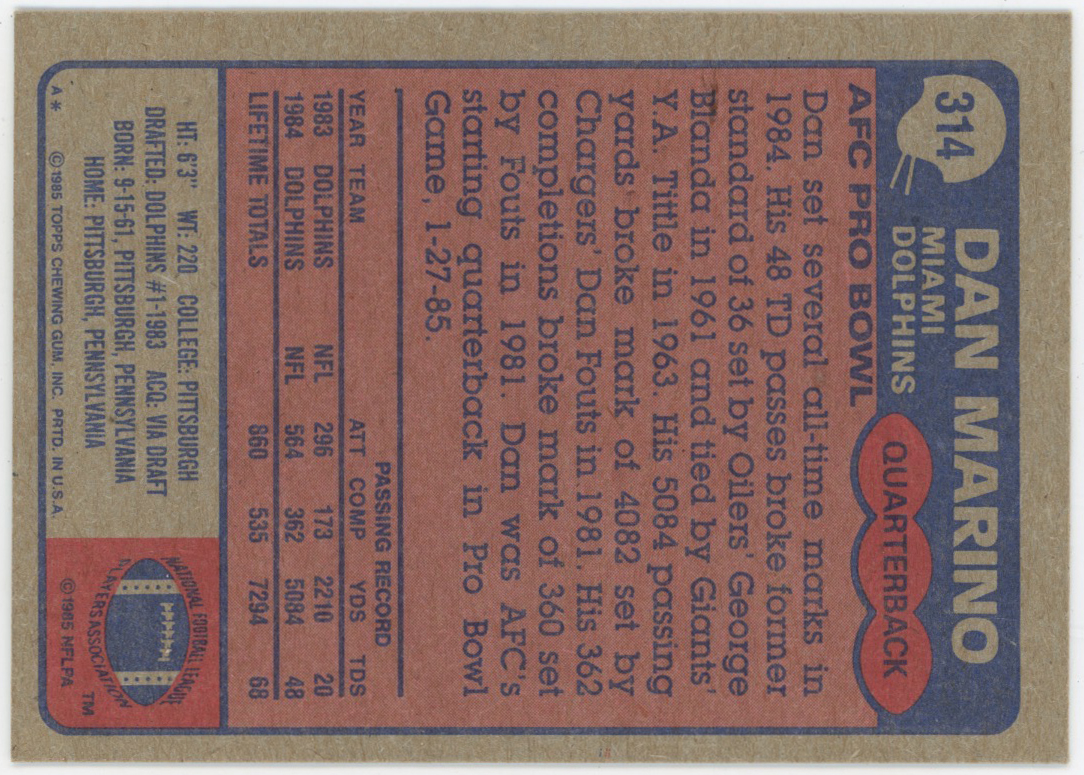 314
DAN MARINO
MIAMI
DOLPHINS
QUARTERBACK
AFC PRO BOWL
Dan set several all-time marks in
1984. His 48 TD passes broke former
standard of 36 set by Oilers' George
Blanda in 1961 and tied by Giants'
Y.A. Tittle in 1963. His 5084 passing
yards broke mark of 4082 set by
Chargers' Dan Fouts in 1981. His 362
completions broke mark of 360 set
by Fouts in 1981. Dan was AFC's
starting quarterback in Pro Bowl
Game, 1-27-85.
PASSING RECORD
YEAR TEAM ATT COMP YDS TDS
1983 DOLPHINS NFL 296 173 2210 20
1984 DOLPHINS NFL 564 362 5084 48
LIFETIME TOTALS 860 535 7294 68
HT: 6'3" WT: 220 COLLEGE: PITTSBURGH
DRAFTED: DOLPHINS #1-1983 ACQ: VIA DRAFT
BORN: 9-15-61, PITTSBURGH, PENNSYLVANIA
HOME: PITTSBURGH, PENNSYLVANIA
A* ©1985 TOPPS CHEWING GUM, INC. PRTD. IN U.S.A.
NATIONAL FOOTBALL LEAGUE
PLAYERS ASSOCIATION
TM
©1985 NFLPA